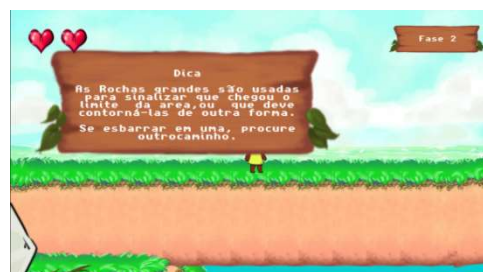 Fase 2
Dica
As Rochas grandes são usadas
para sinalizar que chegou o
limite da area,ou que deve
contorná-las de outra forma.
Se esbarrar em uma, procure
outrocaminho.